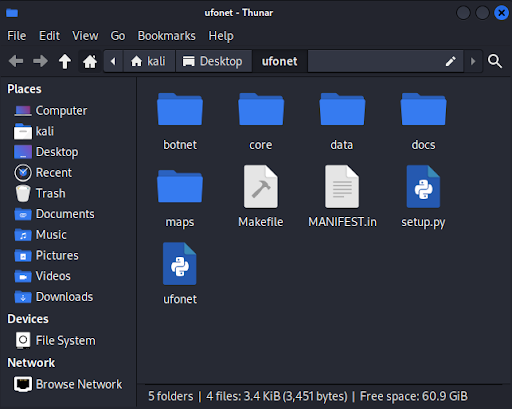 ufonet - Thunar
File Edit View Go Bookmarks Help
kali Desktop ufonet
Places
Computer
kali
Desktop
Recent
Trash
Documents
Music
Pictures
Videos
Downloads
Devices
File System
Network
Browse Network
botnet core data docs
maps Makefile MANIFEST.in setup.py
ufonet
5 folders | 4 files: 3.4 KiB (3,451 bytes) | Free space: 60.9 GiB